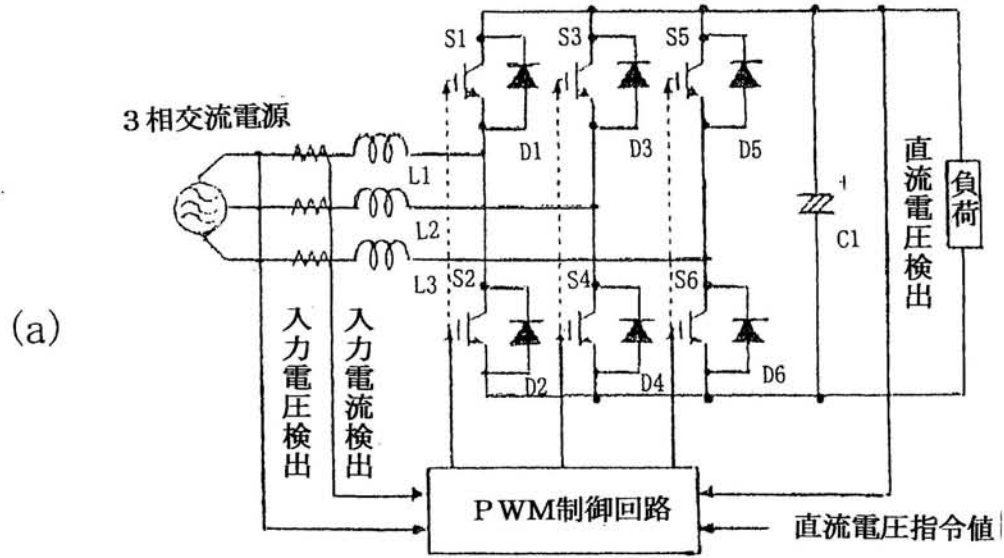 S1
S3
S5
3相交流電源
D1
D3
D5
L1
L2
L3
+
C1
負荷
直流電圧検出
S2
S4
S6
(a)
入力電圧検出
入力電流検出
D2
D4
D6
PWM制御回路
直流電圧指令値